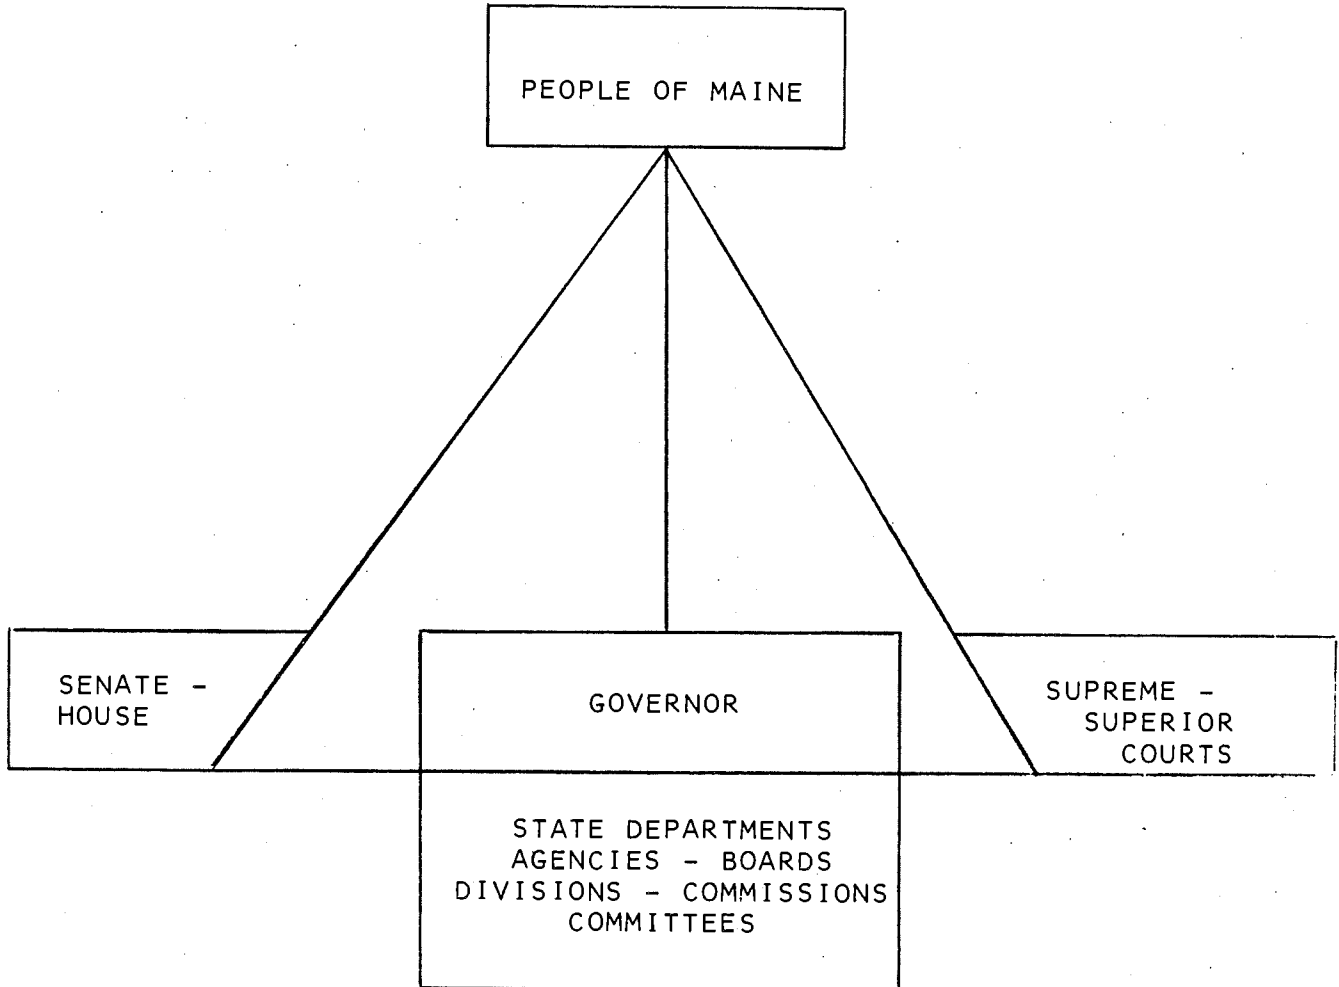 PEOPLE OF MAINE
SENATE -
HOUSE
GOVERNOR
SUPREME -
SUPERIOR
COURTS
STATE DEPARTMENTS
AGENCIES - BOARDS
DIVISIONS - COMMISSIONS
COMMITTEES